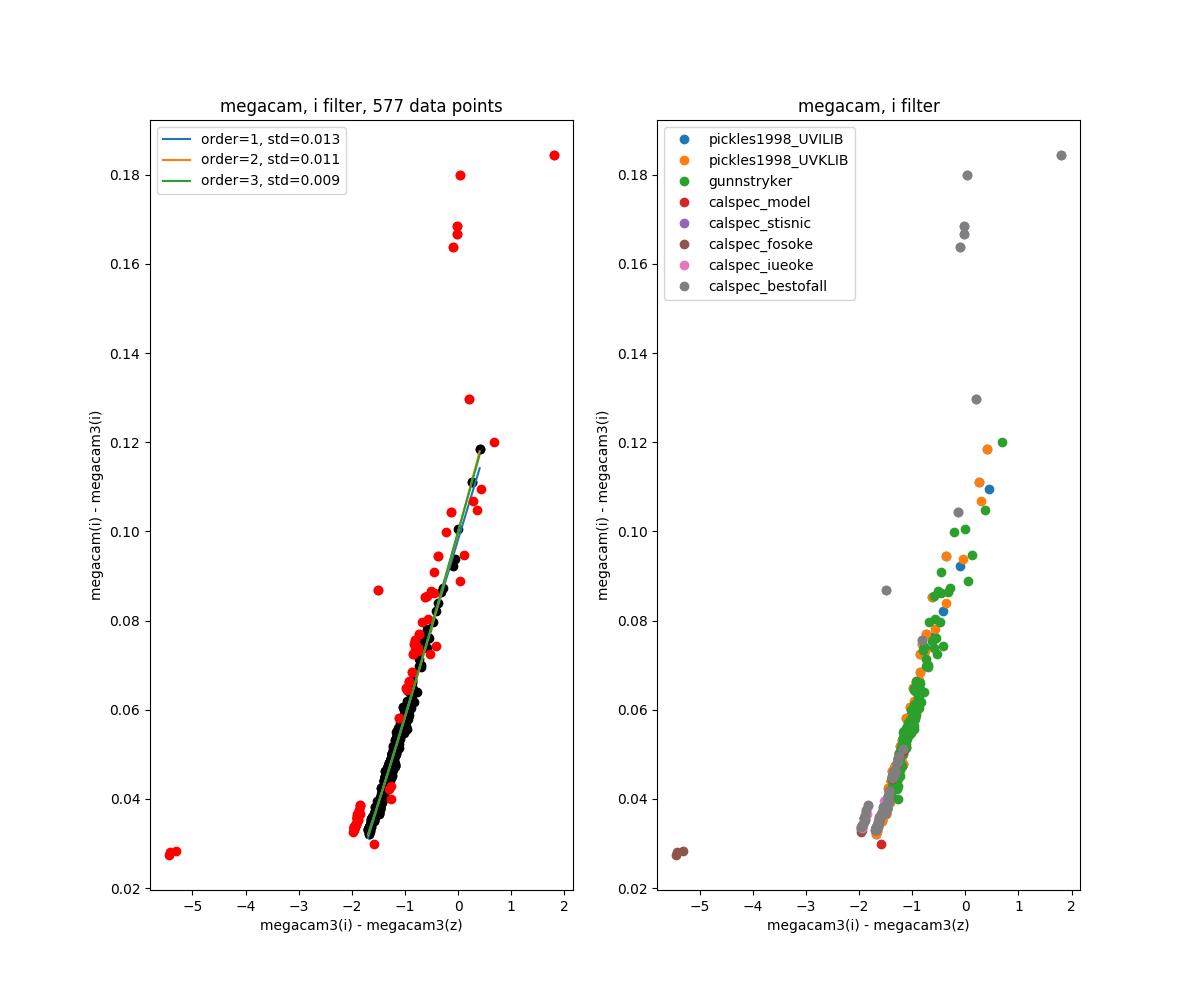 megacam, i filter, 577 data points
order=1, std=0.013
order=2, std=0.011
order=3, std=0.009
0.18
0.16
0.14
0.12
0.10
0.08
0.06
0.04
0.02
megacam(i) - megacam3(i)
−5
−4
−3
−2
−1
0
1
2
megacam3(i) - megacam3(z)
megacam, i filter
pickles1998_UVILIB
pickles1998_UVKLIB
gunnstryker
calspec_model
calspec_stisnic
calspec_fosoke
calspec_iueoke
calspec_bestofall
0.18
0.16
0.14
0.12
0.10
0.08
0.06
0.04
0.02
megacam(i) - megacam3(i)
−5
−4
−3
−2
−1
0
1
2
megacam3(i) - megacam3(z)